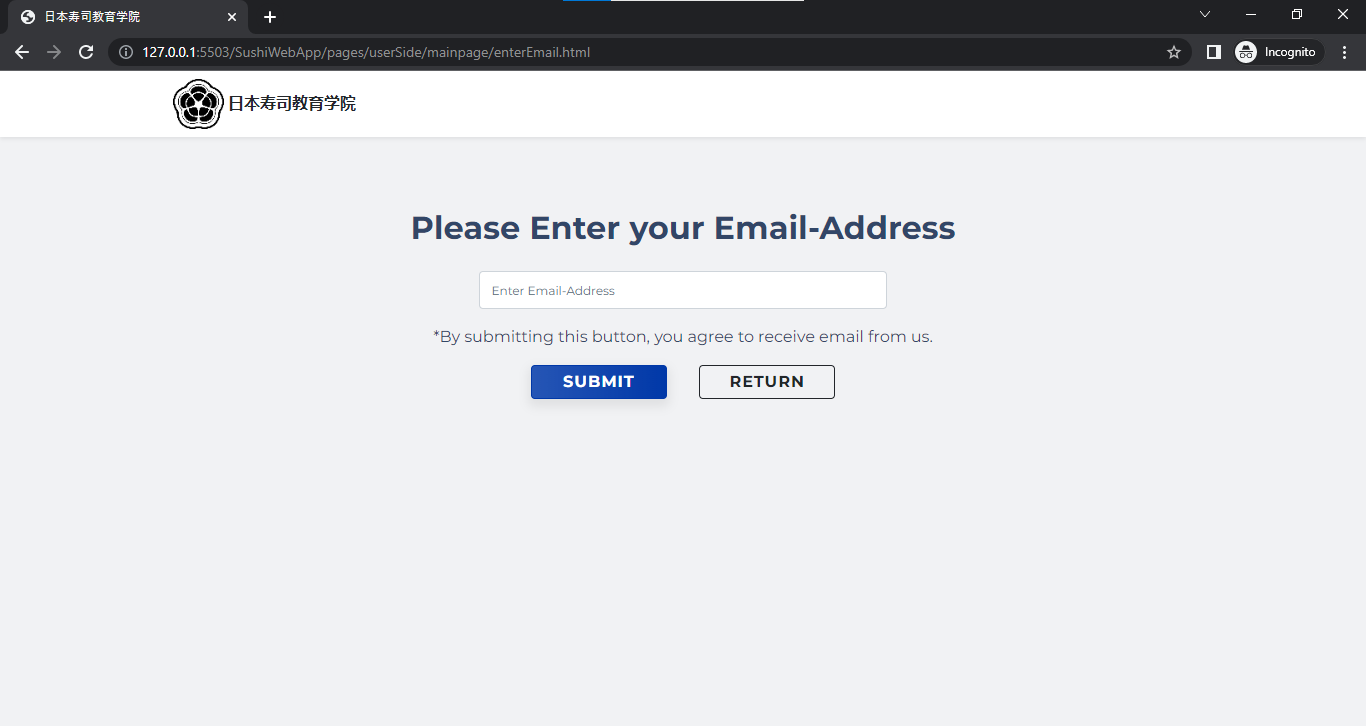 日本寿司教育学院
127.0.0.1:5503/SushiWebApp/pages/userSide/mainpage/enterEmail.html
Incognito
日本寿司教育学院
Please Enter your Email-Address
Enter Email-Address
*By submitting this button, you agree to receive email from us.
SUBMIT
RETURN